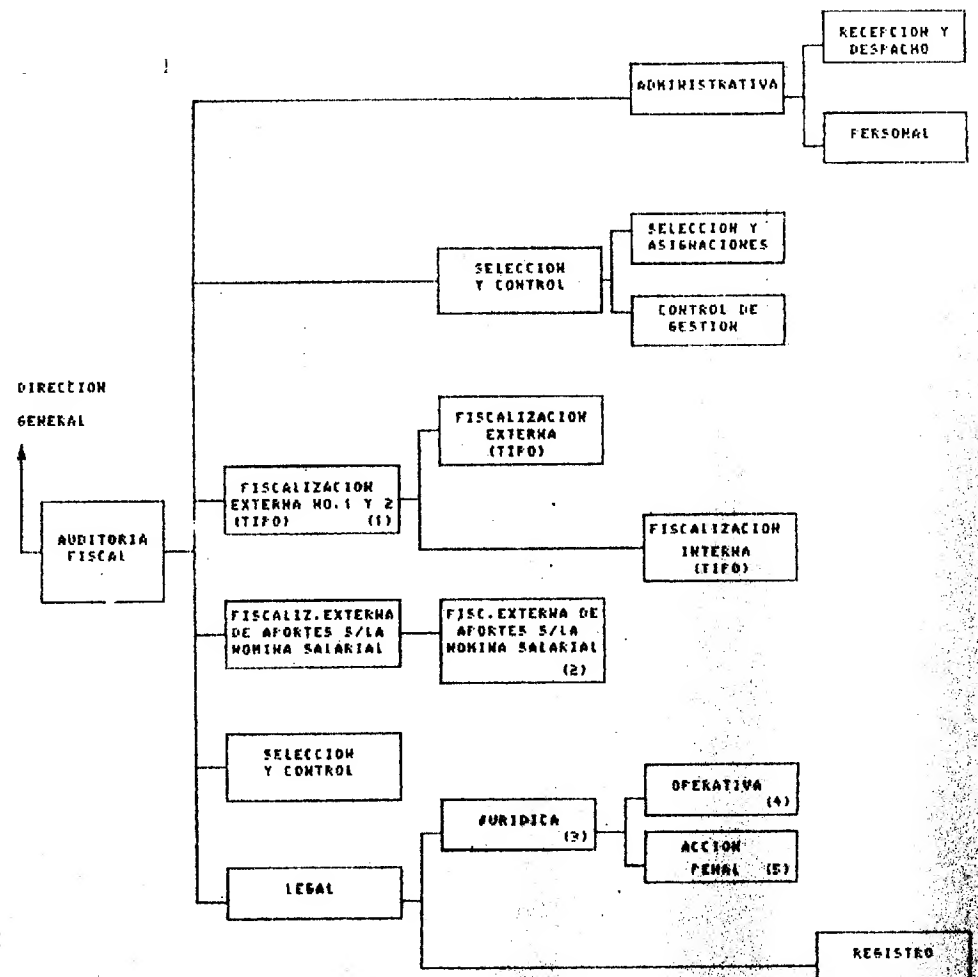 RECEPCION Y
DESPACHO
ADMINISTRATIVA
PERSONAL
SELECCION Y
ASIGNACIONES
SELECCION
Y CONTROL
CONTROL DE
GESTION
DIRECCION
GENERAL
FISCALIZACION
EXTERNA
(TIPO)
FISCALIZACION
EXTERNA NO.1 Y 2
(TIPO) (1)
AUDITORIA
FISCAL
FISCALIZACION
INTERNA
(TIPO)
FISCALIZ.EXTERNA
DE APORTES S/LA
NOMINA SALARIAL
FISC.EXTERNA DE
APORTES S/LA
NOMINA SALARIAL
(2)
SELECCION
Y CONTROL
JURIDICA
(3)
OPERATIVA
(4)
ACCION
PENAL (5)
LEGAL
REGISTRO